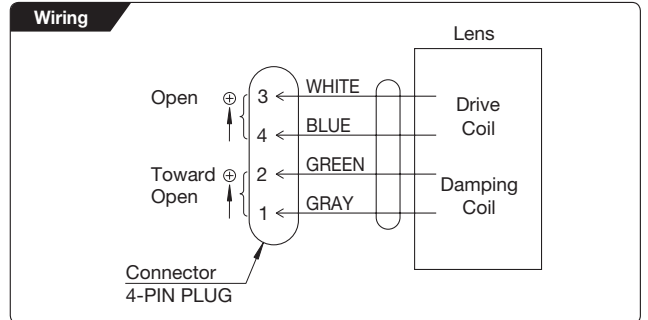 Wiring
Lens
Open ⊕ 3 WHITE
4 BLUE
Drive
Coil
Toward ⊕ 2 GREEN
Open 1 GRAY
Damping
Coil
Connector
4-PIN PLUG